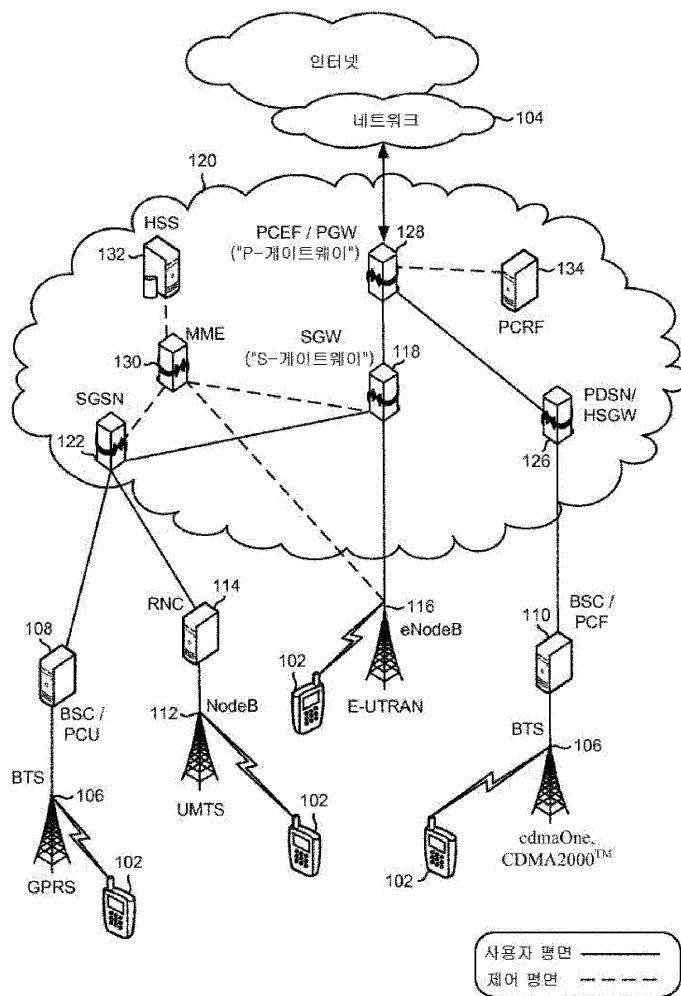 인터넷
네트워크
104
120
HSS
132
PCEF / PGW
("P-게이트웨이")
128
134
PCRF
MME
130
SGW
("S-게이트웨이")
118
SGSN
122
PDSN/
HSGW
126
RNC
114
116
eNodeB
E-UTRAN
102
BSC /
PCF
110
108
BSC /
PCU
112
NodeB
UMTS
102
BTS
106
GPRS
102
BTS
106
cdmaOne,
CDMA2000™
102
사용자 평면
제어 평면